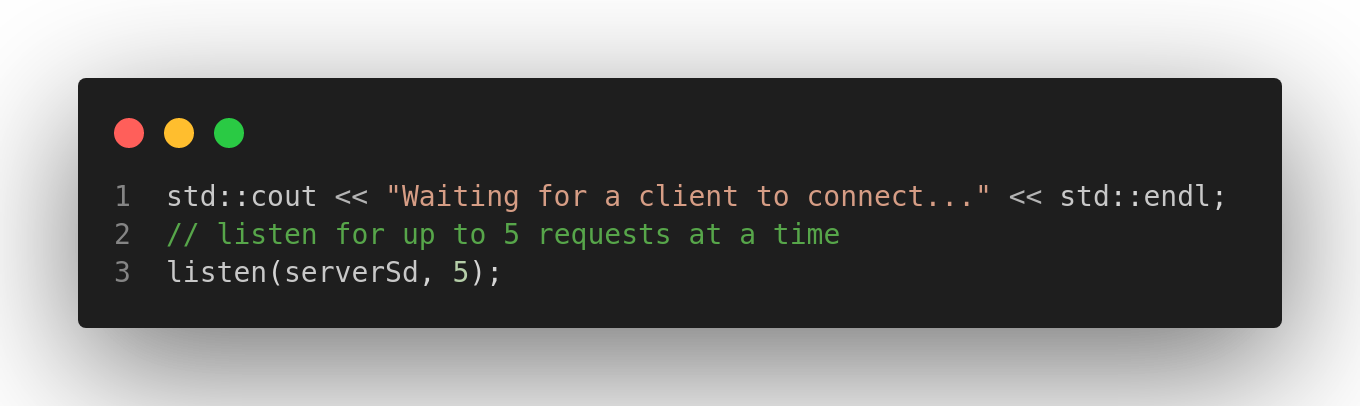 1 std::cout << "Waiting for a client to connect..." << std::endl;
2 // listen for up to 5 requests at a time
3 listen(serverSd, 5);